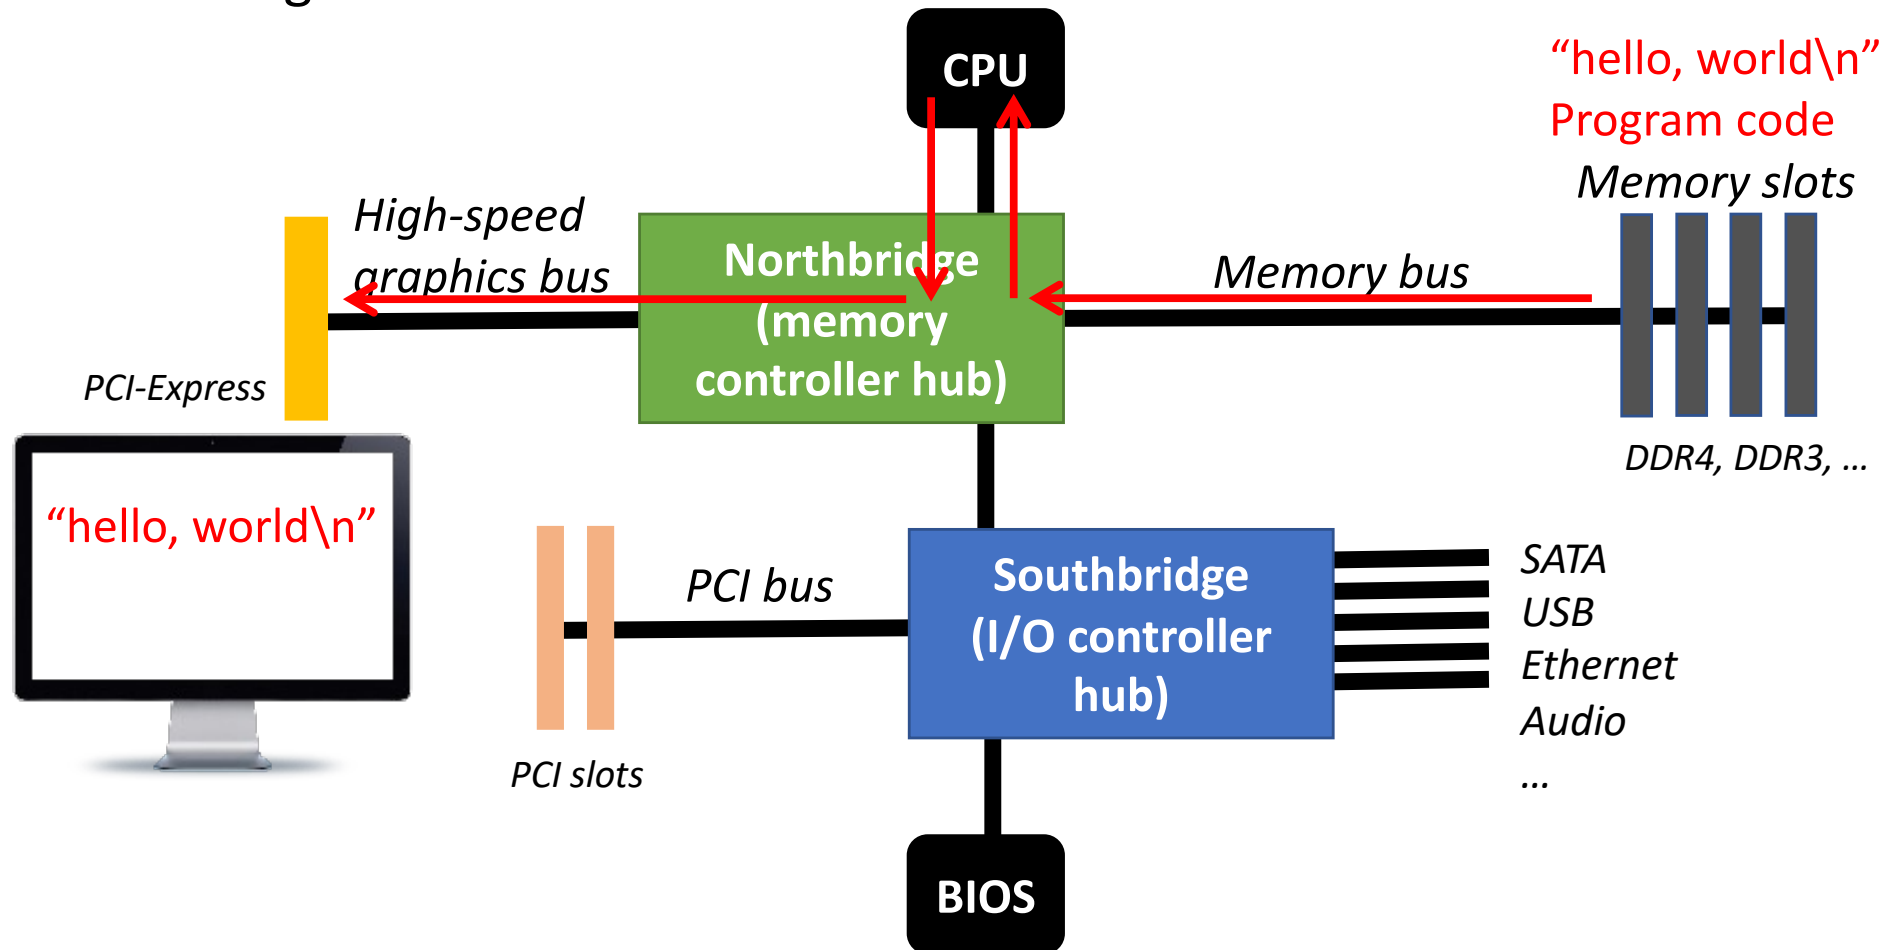 CPU
“hello, world\n”
Program code
Memory slots
High-speed
graphics bus
Northbridge
(memory
controller hub)
Memory bus
PCI-Express
DDR4, DDR3, ...
“hello, world\n”
PCI bus
Southbridge
(I/O controller
hub)
SATA
USB
Ethernet
Audio
...
PCI slots
BIOS